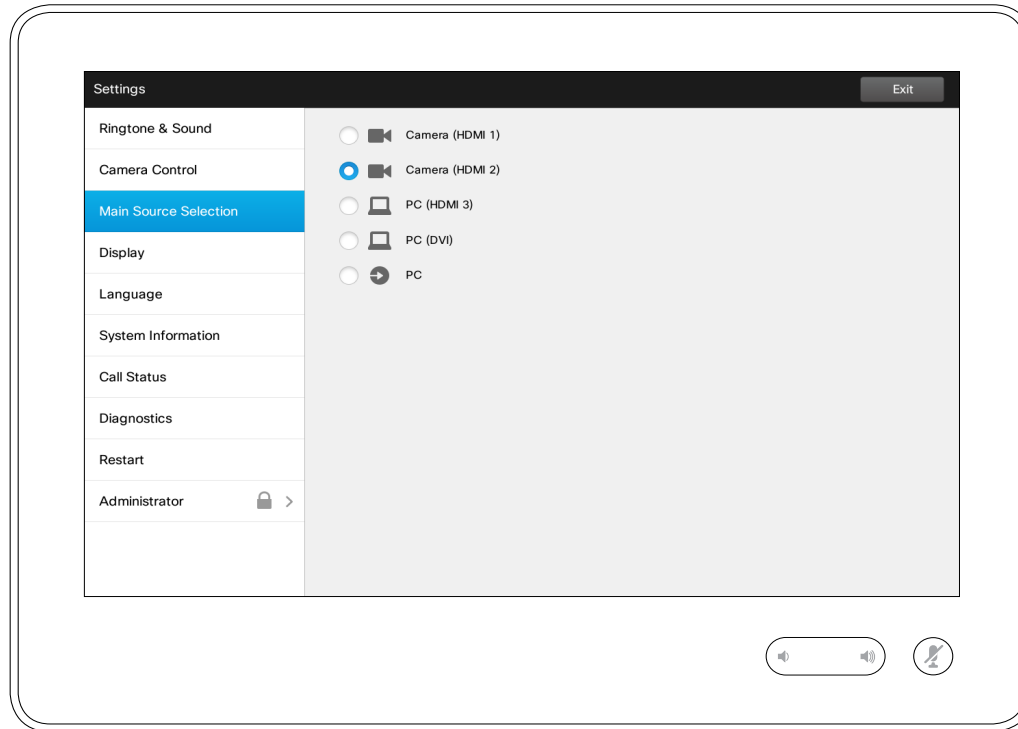 Settings
Exit
Ringtone & Sound
Camera Control
Main Source Selection
Display
Language
System Information
Call Status
Diagnostics
Restart
Administrator
Camera (HDMI 1)
Camera (HDMI 2)
PC (HDMI 3)
PC (DVI)
PC